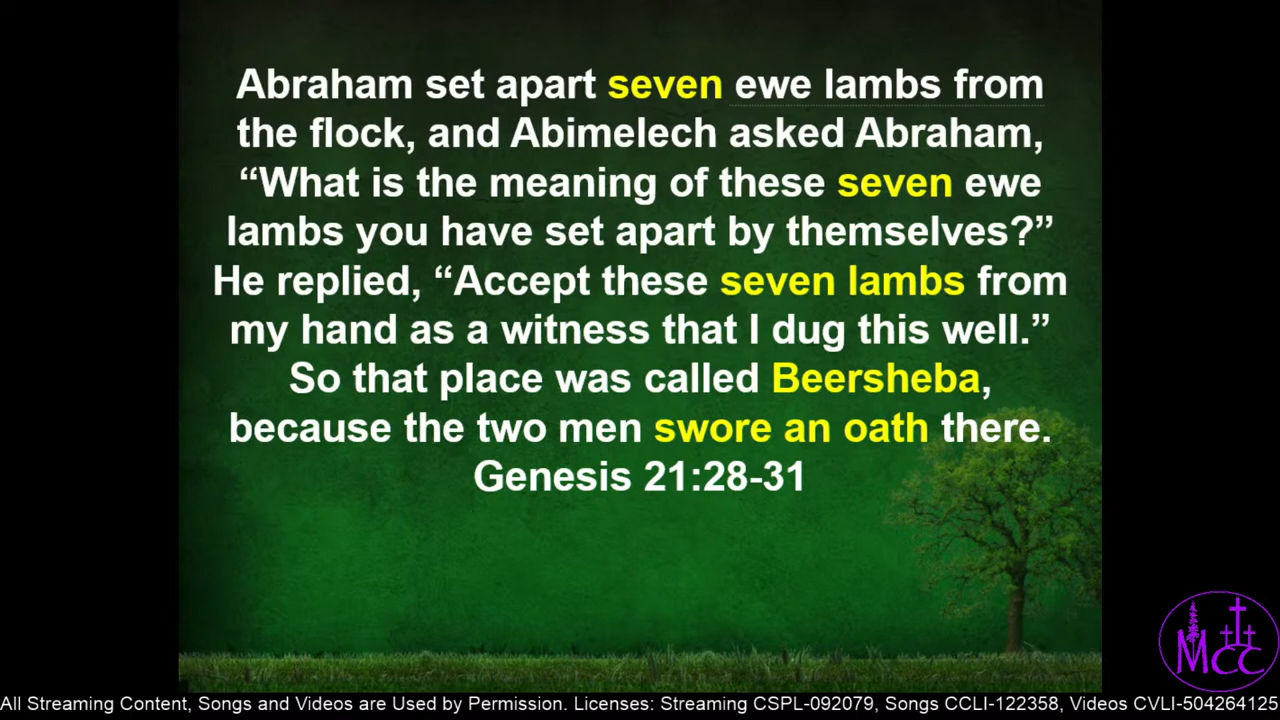 Abraham set apart seven ewe lambs from
the flock, and Abimelech asked Abraham,
“What is the meaning of these seven ewe
lambs you have set apart by themselves?”
He replied, “Accept these seven lambs from
my hand as a witness that I dug this well.”
So that place was called Beersheba,
because the two men swore an oath there.
Genesis 21:28-31
MCC
All Streaming Content, Songs and Videos are Used by Permission. Licenses: Streaming CSPL-092079, Songs CCLI-122358, Videos CVLI-504264125